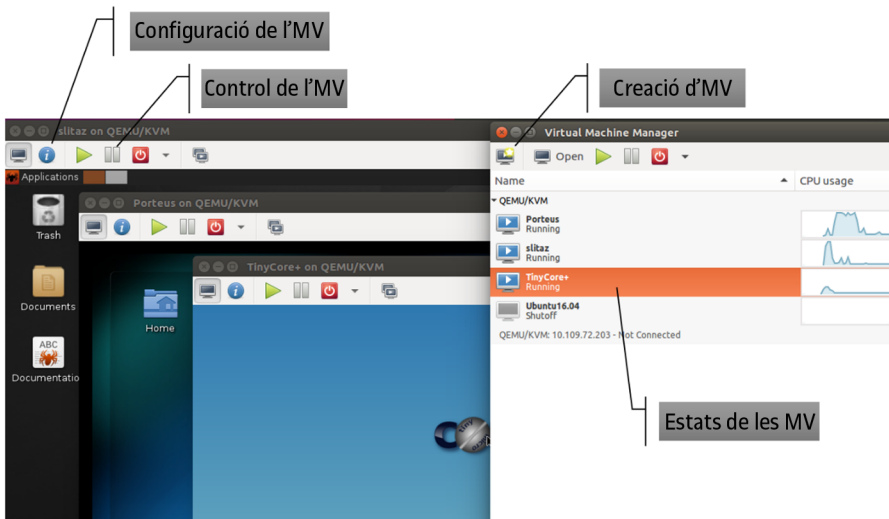 Configuració de l'MV
Control de l'MV
Creació d'MV
slitaz on QEMU/KVM
Virtual Machine Manager
Open
Applications
Name
CPU usage
QEMU/KVM
Porteus
Running
slitaz
Running
TinyCore+
Running
Ubuntu16.04
Shutoff
QEMU/KVM: 10.109.72.203 - Not Connected
Porteus on QEMU/KVM
Trash
TinyCore+ on QEMU/KVM
Documents
Home
ABC
Documentatio
Tiny
Estats de les MV